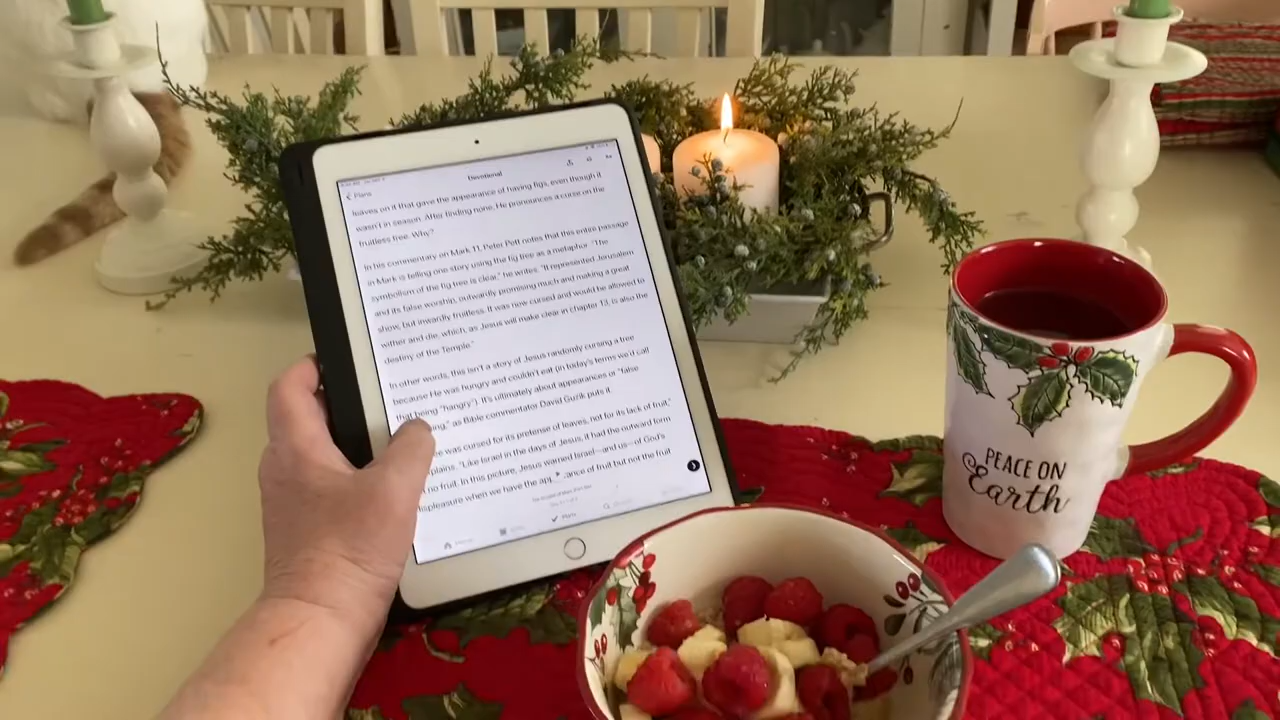 Devotional
Plans
leaves on it that gave the appearance of having figs, even though it
wasn't in season. After finding none, He pronounces a curse on the
fruitless tree. Why?
In his commentary on Mark 11, Peter Pett notes that this entire passage
in Mark is telling one story using the fig tree as a metaphor. "The
symbolism of the fig tree is clear," he writes. "It represented Jerusalem
and its false worship, outwardly promising much and making a great
show, but inwardly fruitless. It was now cursed and would be allowed to
wither and die, which, as Jesus will make clear in chapter 13, is also the
destiny of the Temple."
In other words, this isn't a story of Jesus randomly cursing a tree
because He was hungry and couldn't eat (in today's terms we'd call
that being "hangry"). It's ultimately about appearances or "false
ing," as Bible commentator David Guzik puts it.
ee was cursed for its pretense of leaves, not for its lack of fruit,"
plains. "Like Israel in the days of Jesus, it had the outward form
no fruit. In this picture, Jesus warned Israel—and us—of God's
displeasure when we have the ap ance of fruit but not the fruit
Plans
PEACE ON
Earth